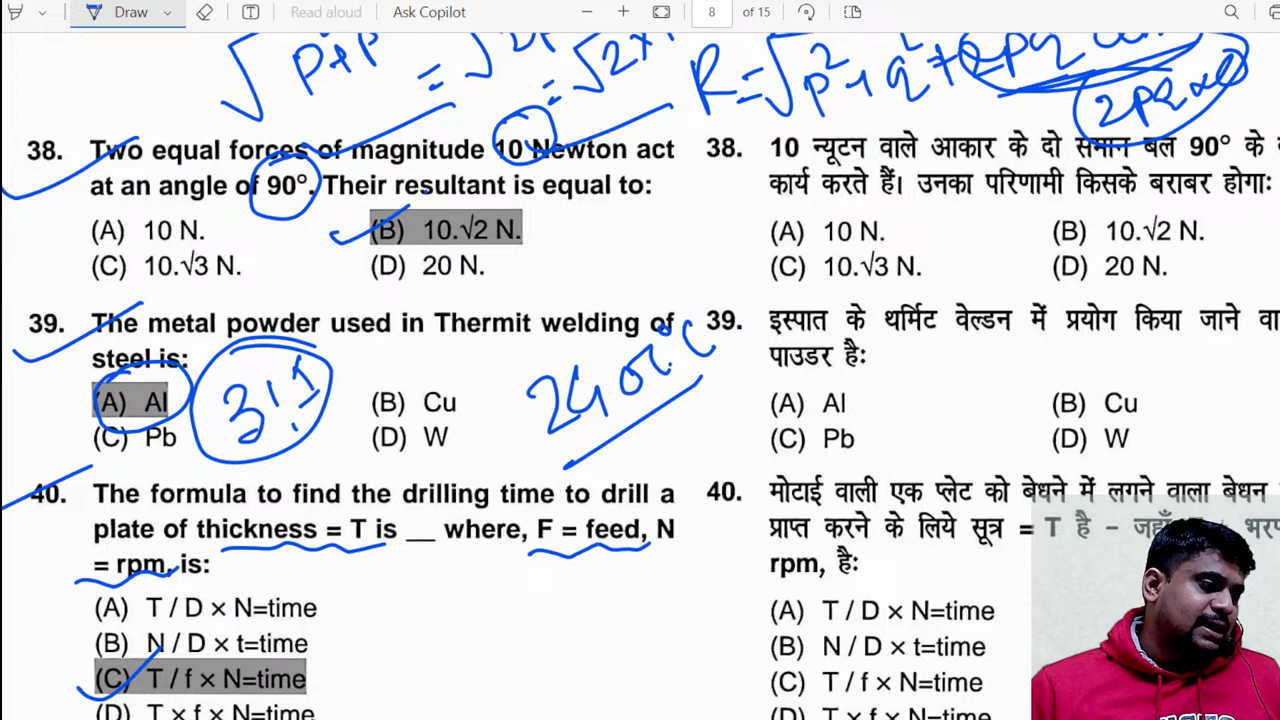 Draw
Read aloud
Ask Copilot
8
of 15
R = √p² + q² +
38. Two equal forces of magnitude 10 Newton act
at an angle of 90°. Their resultant is equal to:
(A) 10 N.
(B) 10.√2 N.
(C) 10.√3 N.
(D) 20 N.
39. The metal powder used in Thermit welding of
steel is:
(A) Al
(B) Cu
(C) Pb
(D) W
3:1
40. The formula to find the drilling time to drill a
plate of thickness = T is __ where, F = feed, N
= rpm, is:
(A) T / D × N=time
(B) N / D × t=time
(C) T / f × N=time
(D) T × f × N=time
38. 10 न्यूटन वाले आकार के दो समान बल 90° के
कार्य करते हैं। उनका परिणामी किसके बराबर होगाः
(A) 10 N.
(B) 10.√2 N.
(C) 10.√3 N.
(D) 20 N.
39. इस्पात के थर्मिट वेल्डन में प्रयोग किया जाने
पाउडर हैः
(A) Al
(B) Cu
(C) Pb
(D) W
40. मोटाई वाली एक प्लेट को बेधने में लगने वाला बेधन
प्राप्त करने के लिये सूत्र = T है – जहाँ
rpm, हैः
(A) T / D × N=time
(B) N / D × t=time
(C) T / f × N=time